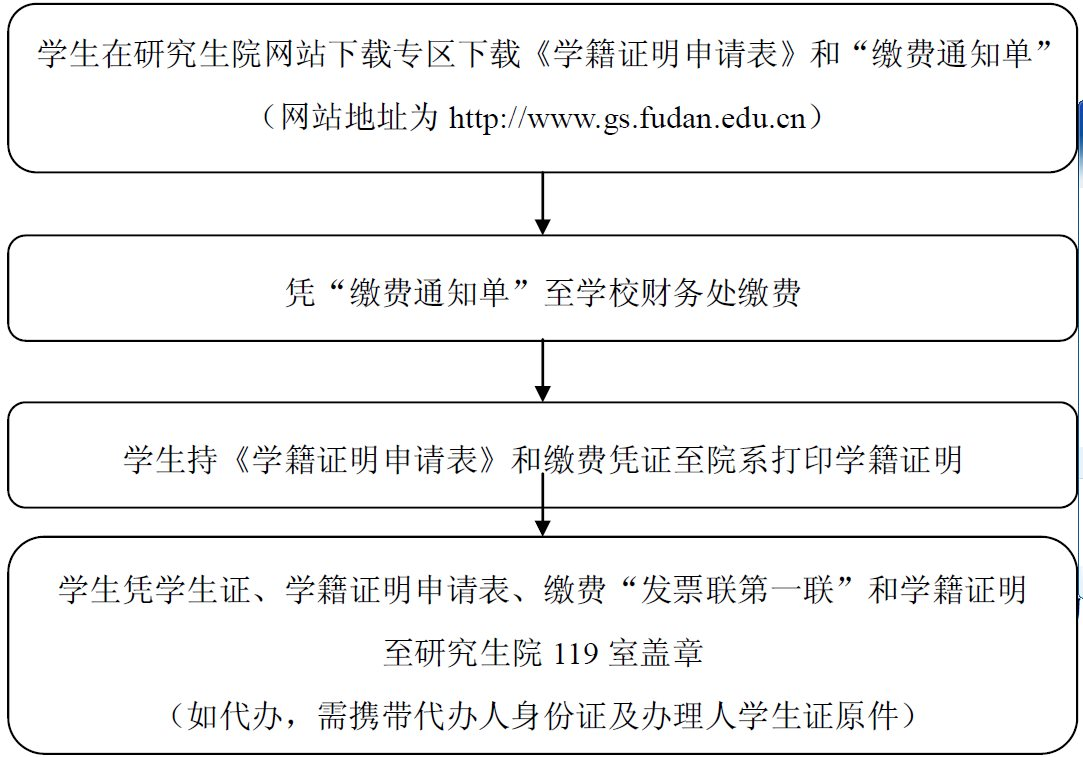 学生在研究生院网站下载专区下载《学籍证明申请表》和“缴费通知单”
（网站地址为 http://www.gs.fudan.edu.cn）
凭“缴费通知单”至学校财务处缴费
学生持《学籍证明申请表》和缴费凭证至院系打印学籍证明
学生凭学生证、学籍证明申请表、缴费“发票联第一联”和学籍证明
至研究生院 119 室盖章
（如代办，需携带代办人身份证及办理人学生证原件）